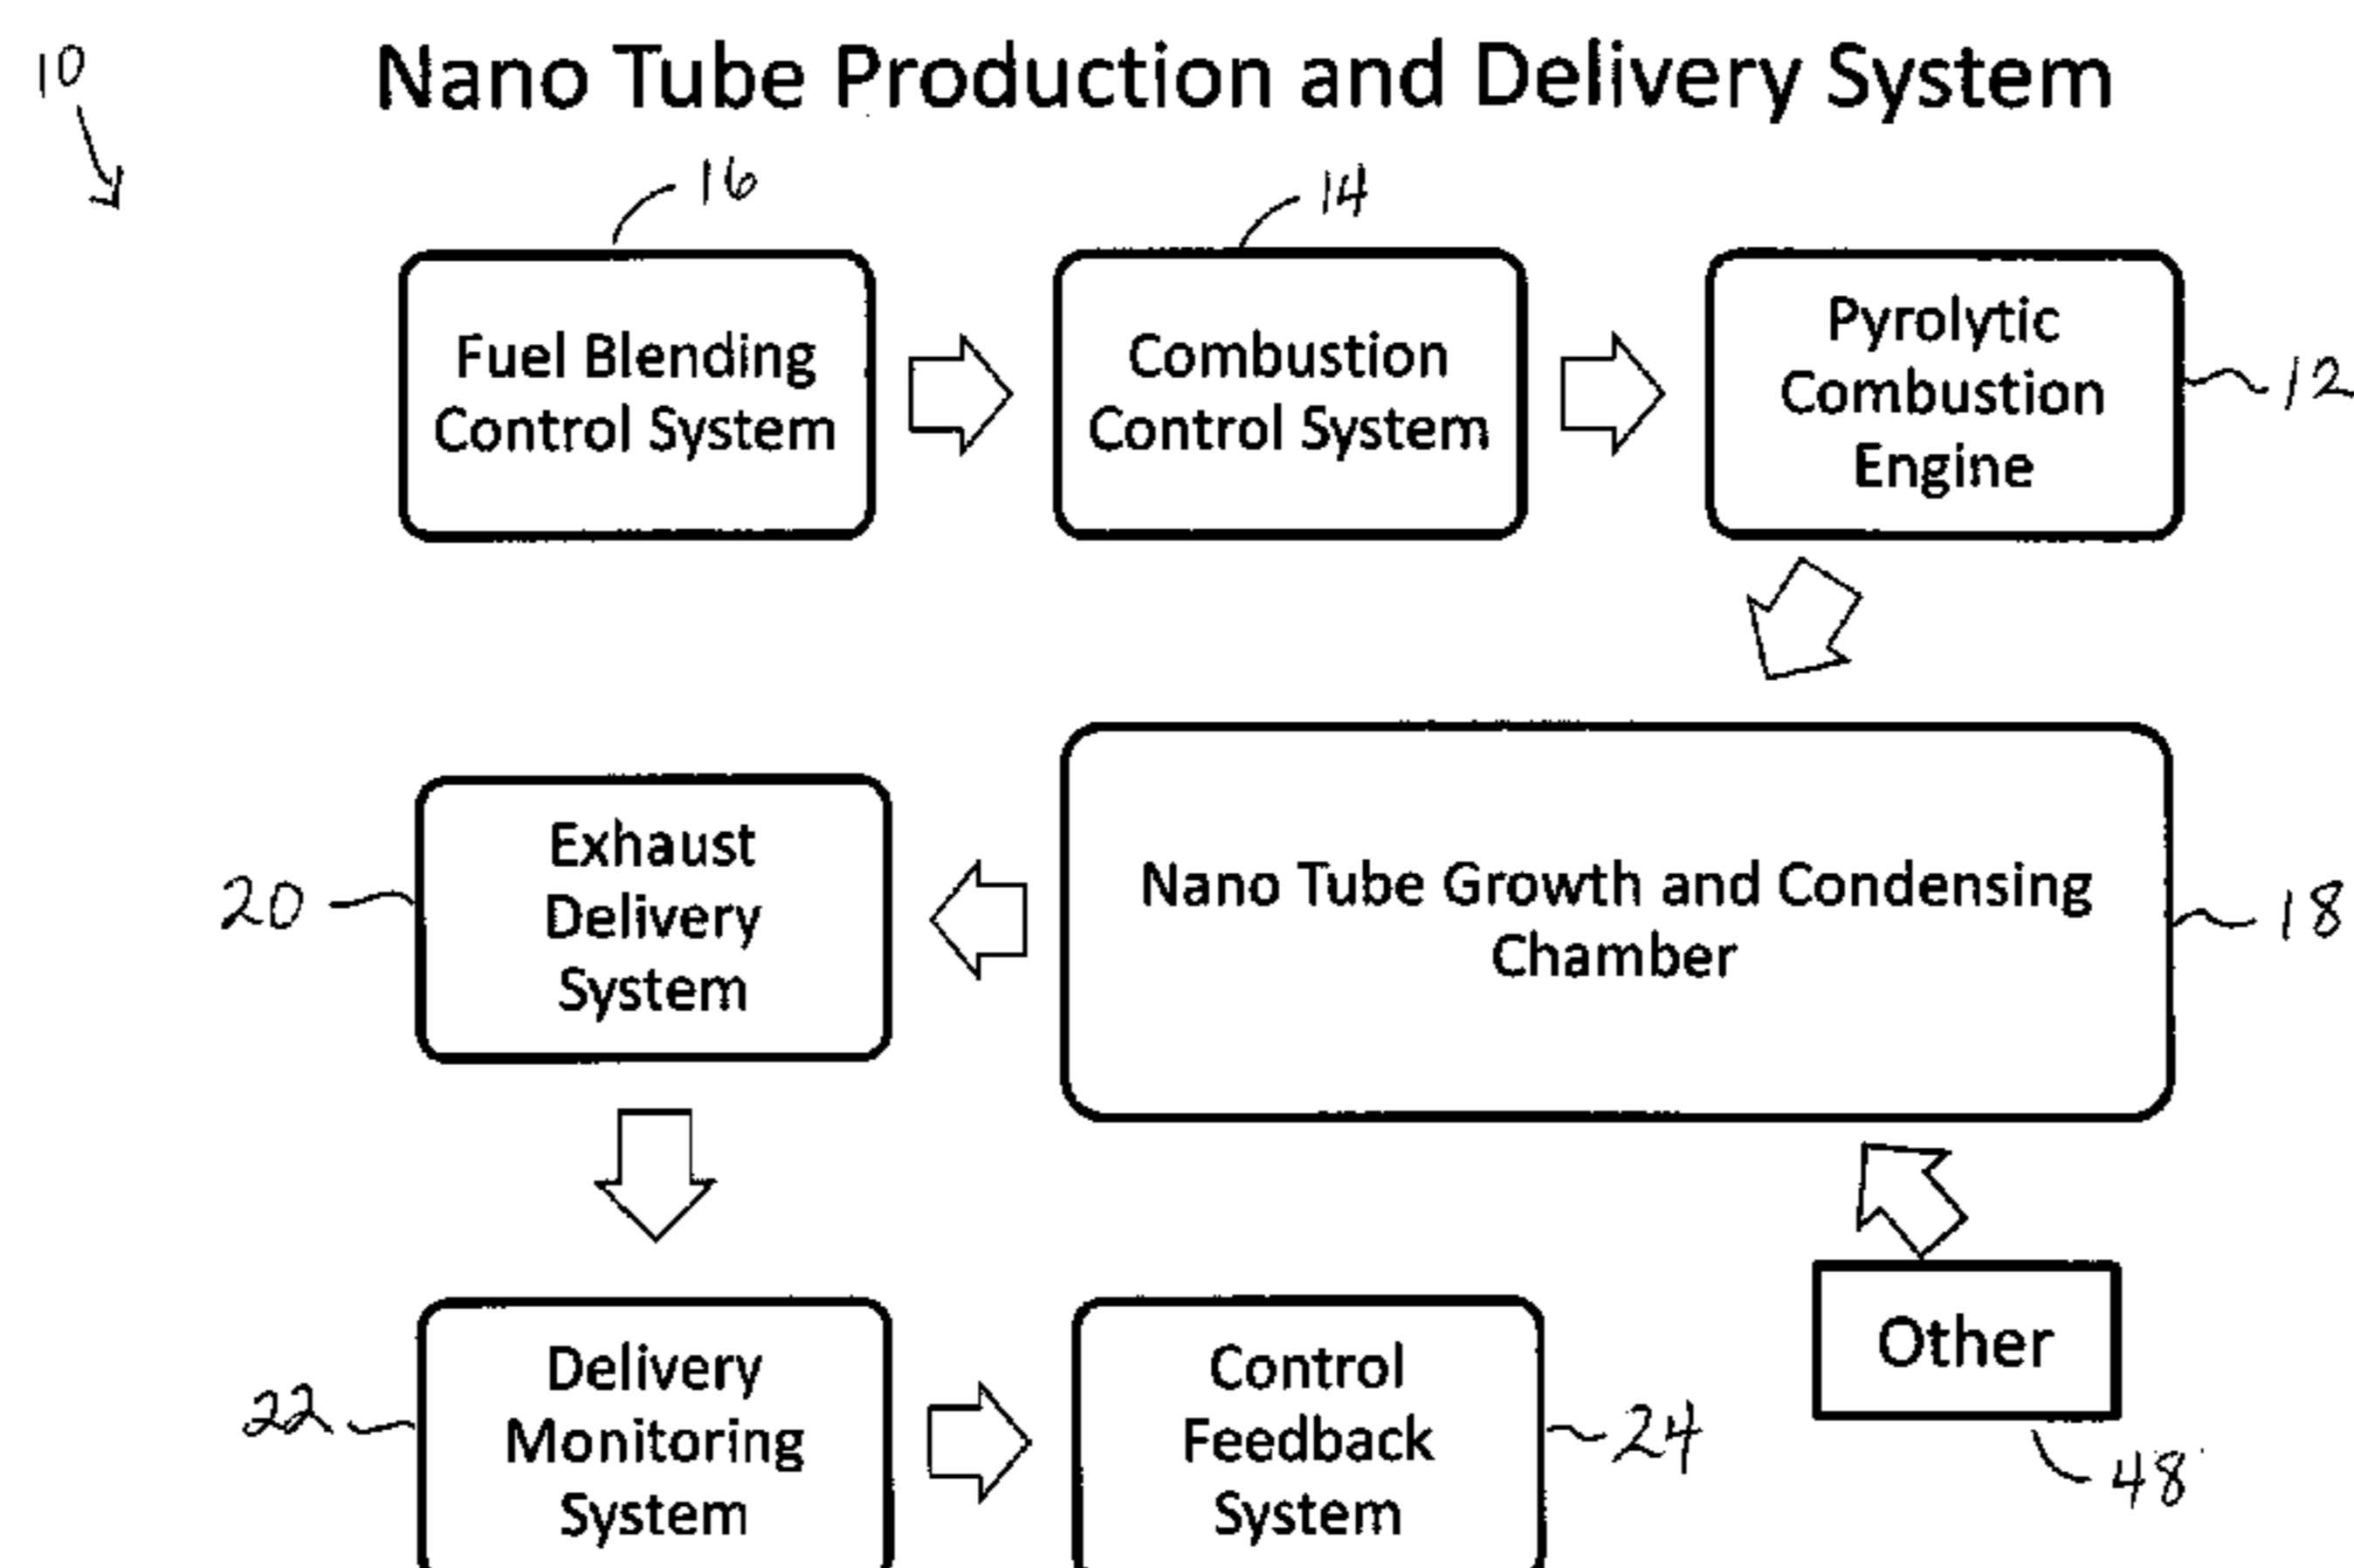 10
Nano Tube Production and Delivery System
16
14
Fuel Blending
Control System
Combustion
Control System
Pyrolytic
Combustion
Engine
12
Exhaust
Delivery
System
20
Nano Tube Growth and Condensing
Chamber
18
Delivery
Monitoring
System
22
Control
Feedback
System
24
Other
48